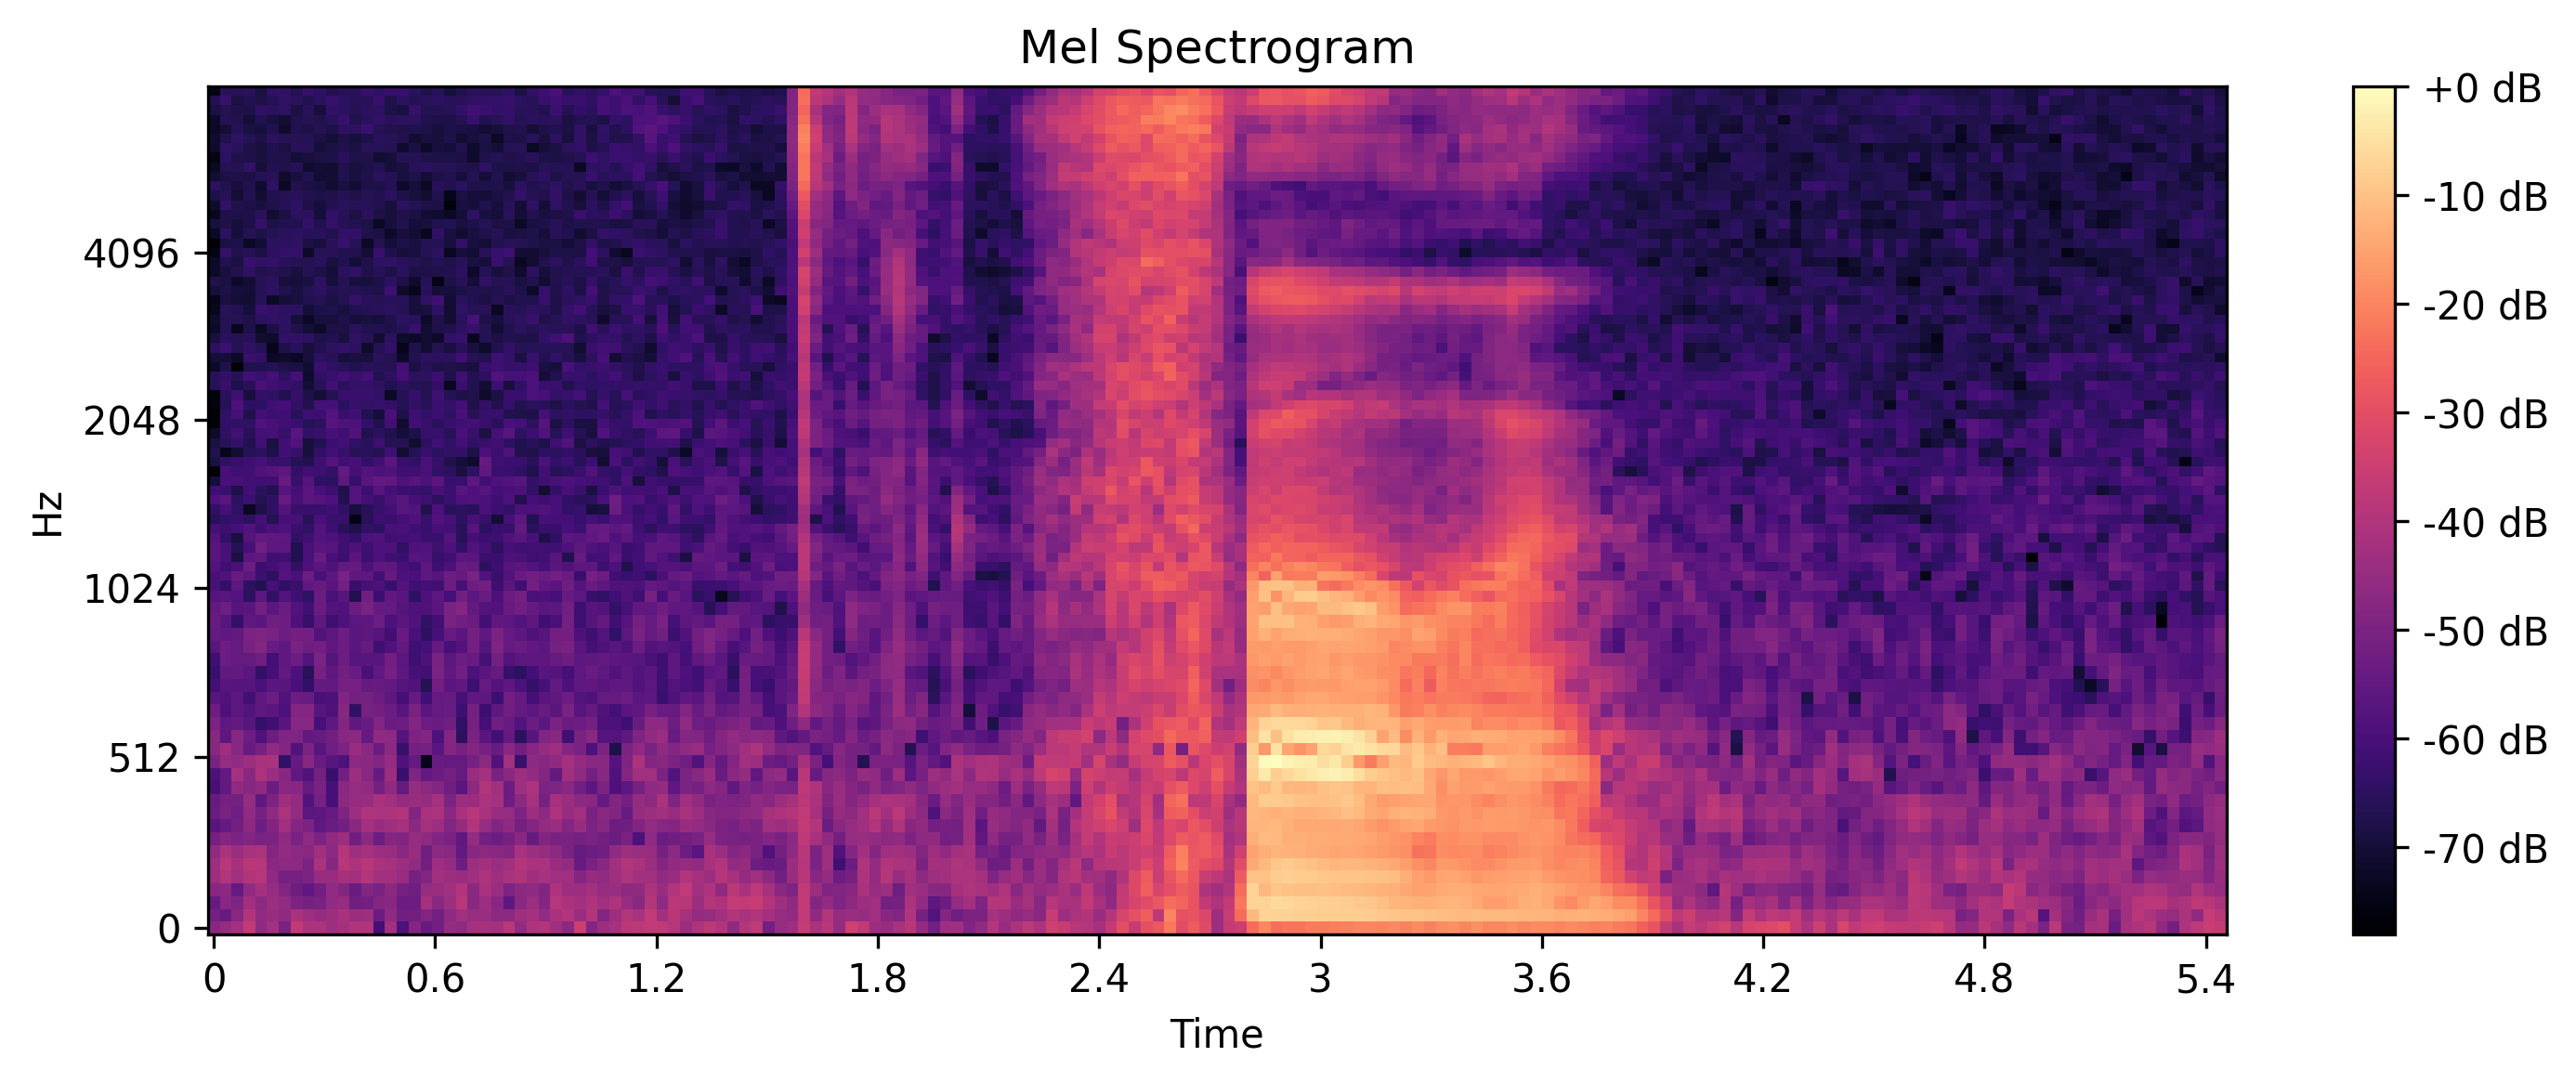 Mel Spectrogram
Hz
4096
2048
1024
512
0
0 0.6 1.2 1.8 2.4 3 3.6 4.2 4.8 5.4
Time
+0 dB
-10 dB
-20 dB
-30 dB
-40 dB
-50 dB
-60 dB
-70 dB